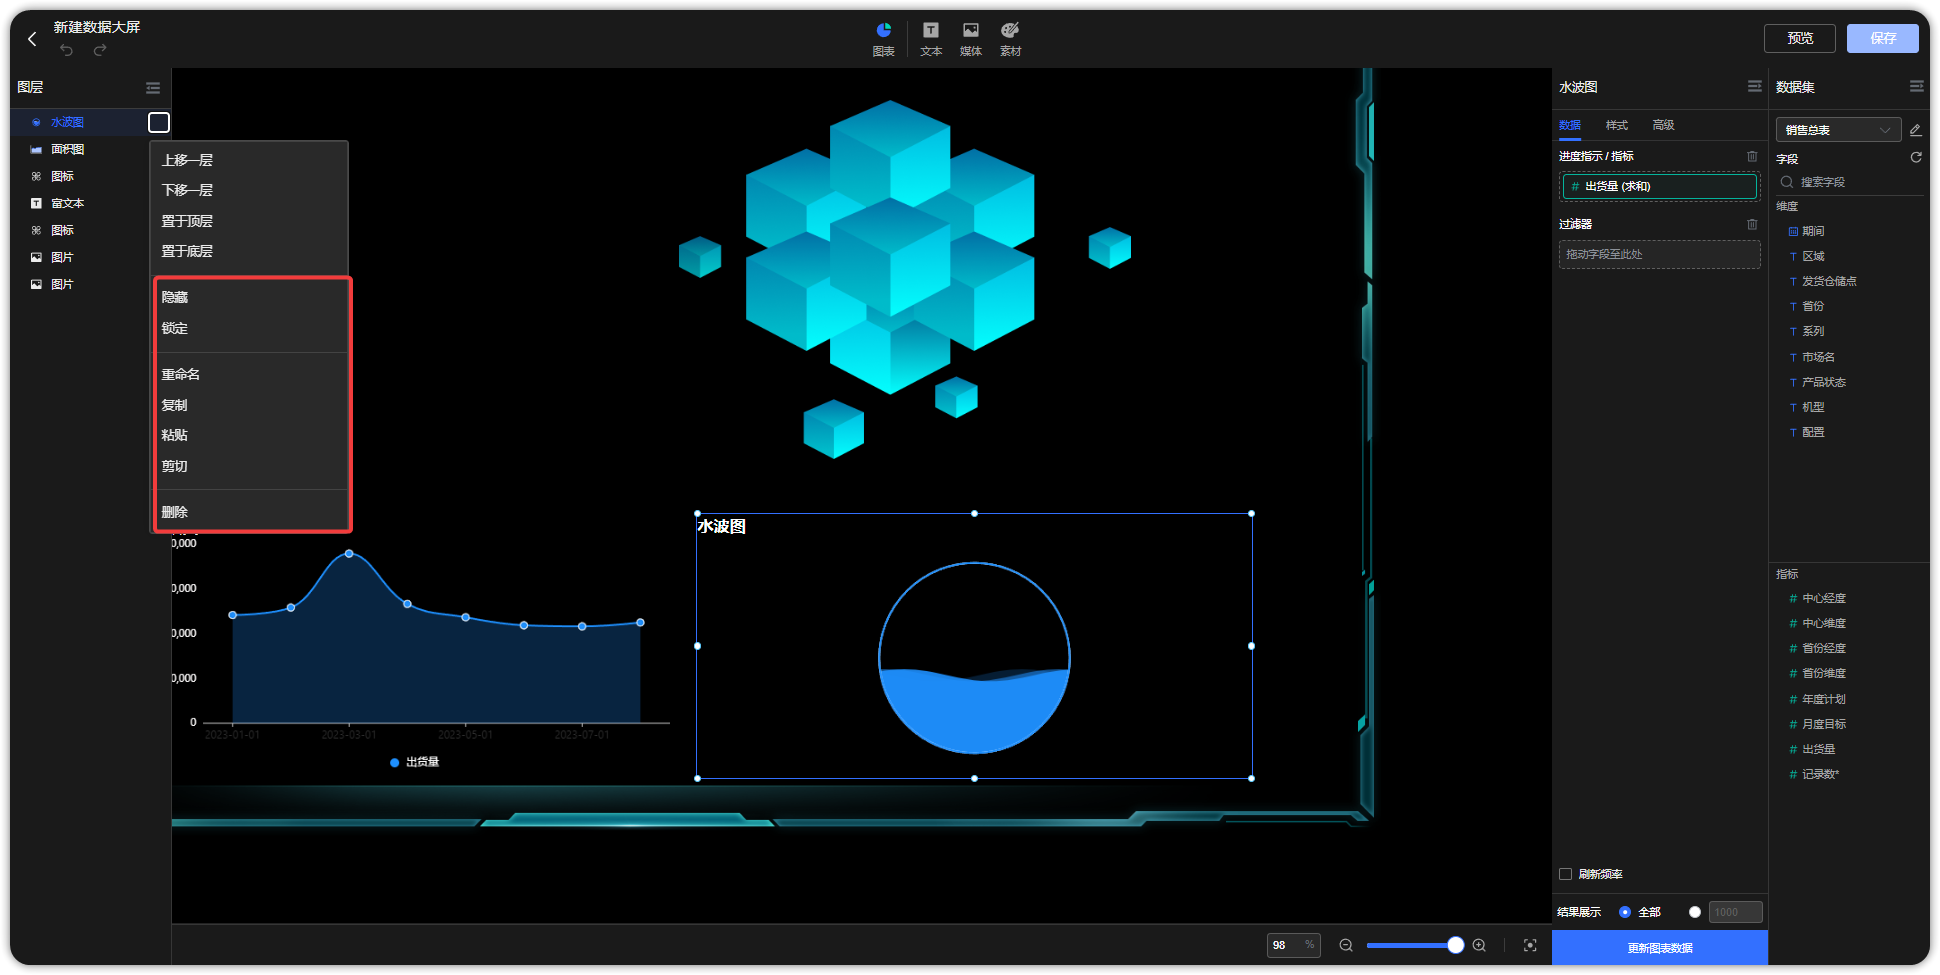 新建数据大屏
图表
文本
媒体
素材
预览
保存
图层
水波图
面积图
图标
富文本
图标
图片
图片
上移一层
下移一层
置于顶层
置于底层
隐藏
锁定
重命名
复制
粘贴
剪切
删除
0,000
0,000
0,000
0,000
0
2023-01-01
2023-03-01
2023-05-01
2023-07-01
出货量
水波图
98 %
水波图
数据
样式
高级
进度指示 / 指标
# 出货量 (求和)
过滤器
拖动字段至此处
刷新频率
结果展示
全部
1000
更新图表数据
数据集
销售总表
字段
搜索字段
维度
期间
T 区域
T 发货仓储点
T 省份
T 系列
T 市场名
T 产品状态
T 机型
T 配置
指标
# 中心经度
# 中心维度
# 省份经度
# 省份维度
# 年度计划
# 月度目标
# 出货量
# 记录数*